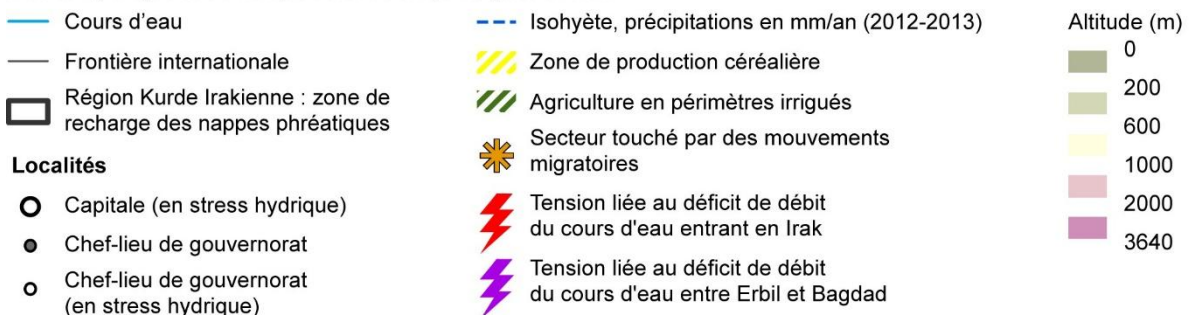 Cours d'eau
Frontière internationale
Région Kurde Irakienne : zone de
recharge des nappes phréatiques
Localités
Capitale (en stress hydrique)
Chef-lieu de gouvernorat
Chef-lieu de gouvernorat
(en stress hydrique)
Isohyète, précipitations en mm/an (2012-2013)
Zone de production céréalière
Agriculture en périmètres irrigués
Secteur touché par des mouvements
migratoires
Tension liée au déficit de débit
du cours d'eau entrant en Irak
Tension liée au déficit de débit
du cours d'eau entre Erbil et Bagdad
Altitude (m)
0
200
600
1000
2000
3640